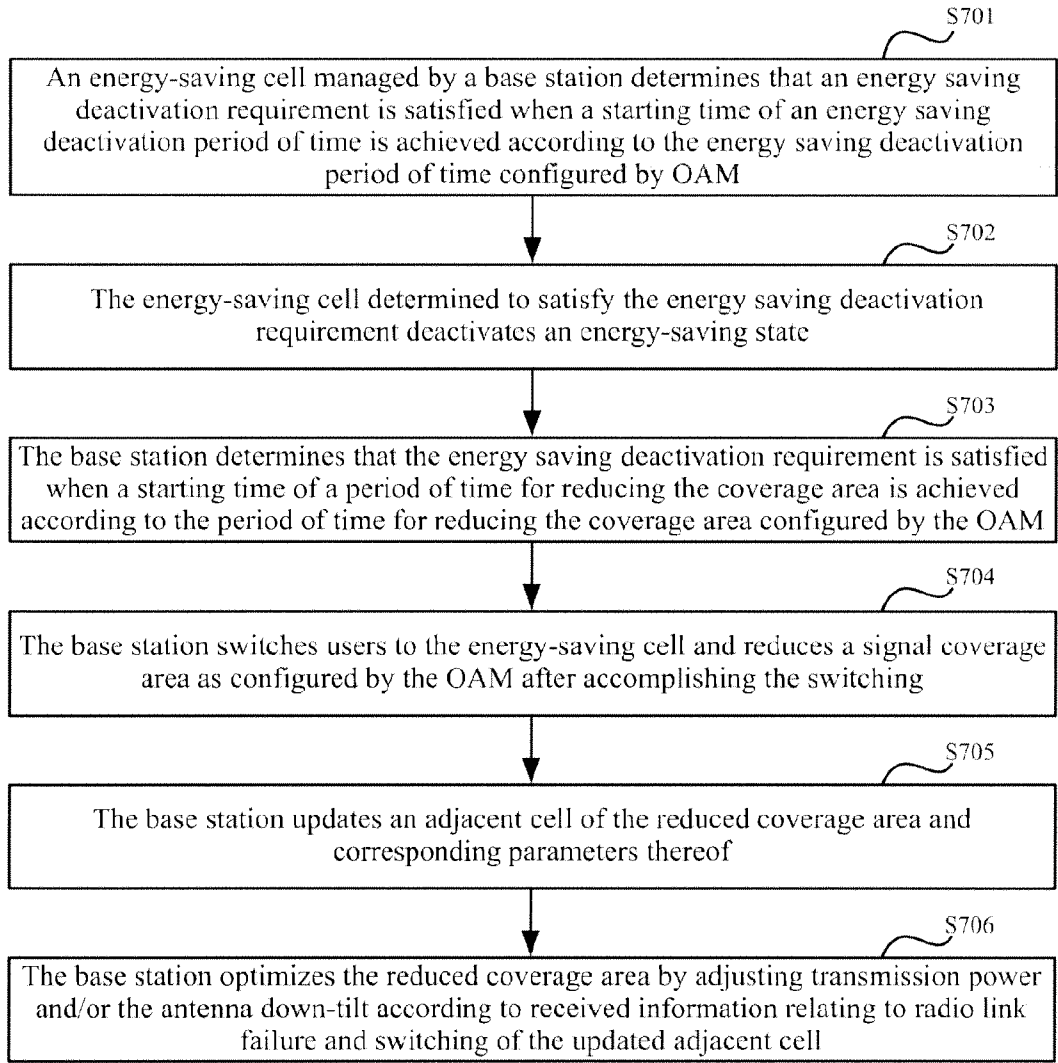 S701
An energy-saving cell managed by a base station determines that an energy saving
deactivation requirement is satisfied when a starting time of an energy saving
deactivation period of time is achieved according to the energy saving deactivation
period of time configured by OAM
S702
The energy-saving cell determined to satisfy the energy saving deactivation
requirement deactivates an energy-saving state
S703
The base station determines that the energy saving deactivation requirement is satisfied
when a starting time of a period of time for reducing the coverage area is achieved
according to the period of time for reducing the coverage area configured by the OAM
S704
The base station switches users to the energy-saving cell and reduces a signal coverage
area as configured by the OAM after accomplishing the switching
S705
The base station updates an adjacent cell of the reduced coverage area and
corresponding parameters thereof
S706
The base station optimizes the reduced coverage area by adjusting transmission power
and/or the antenna down-tilt according to received information relating to radio link
failure and switching of the updated adjacent cell